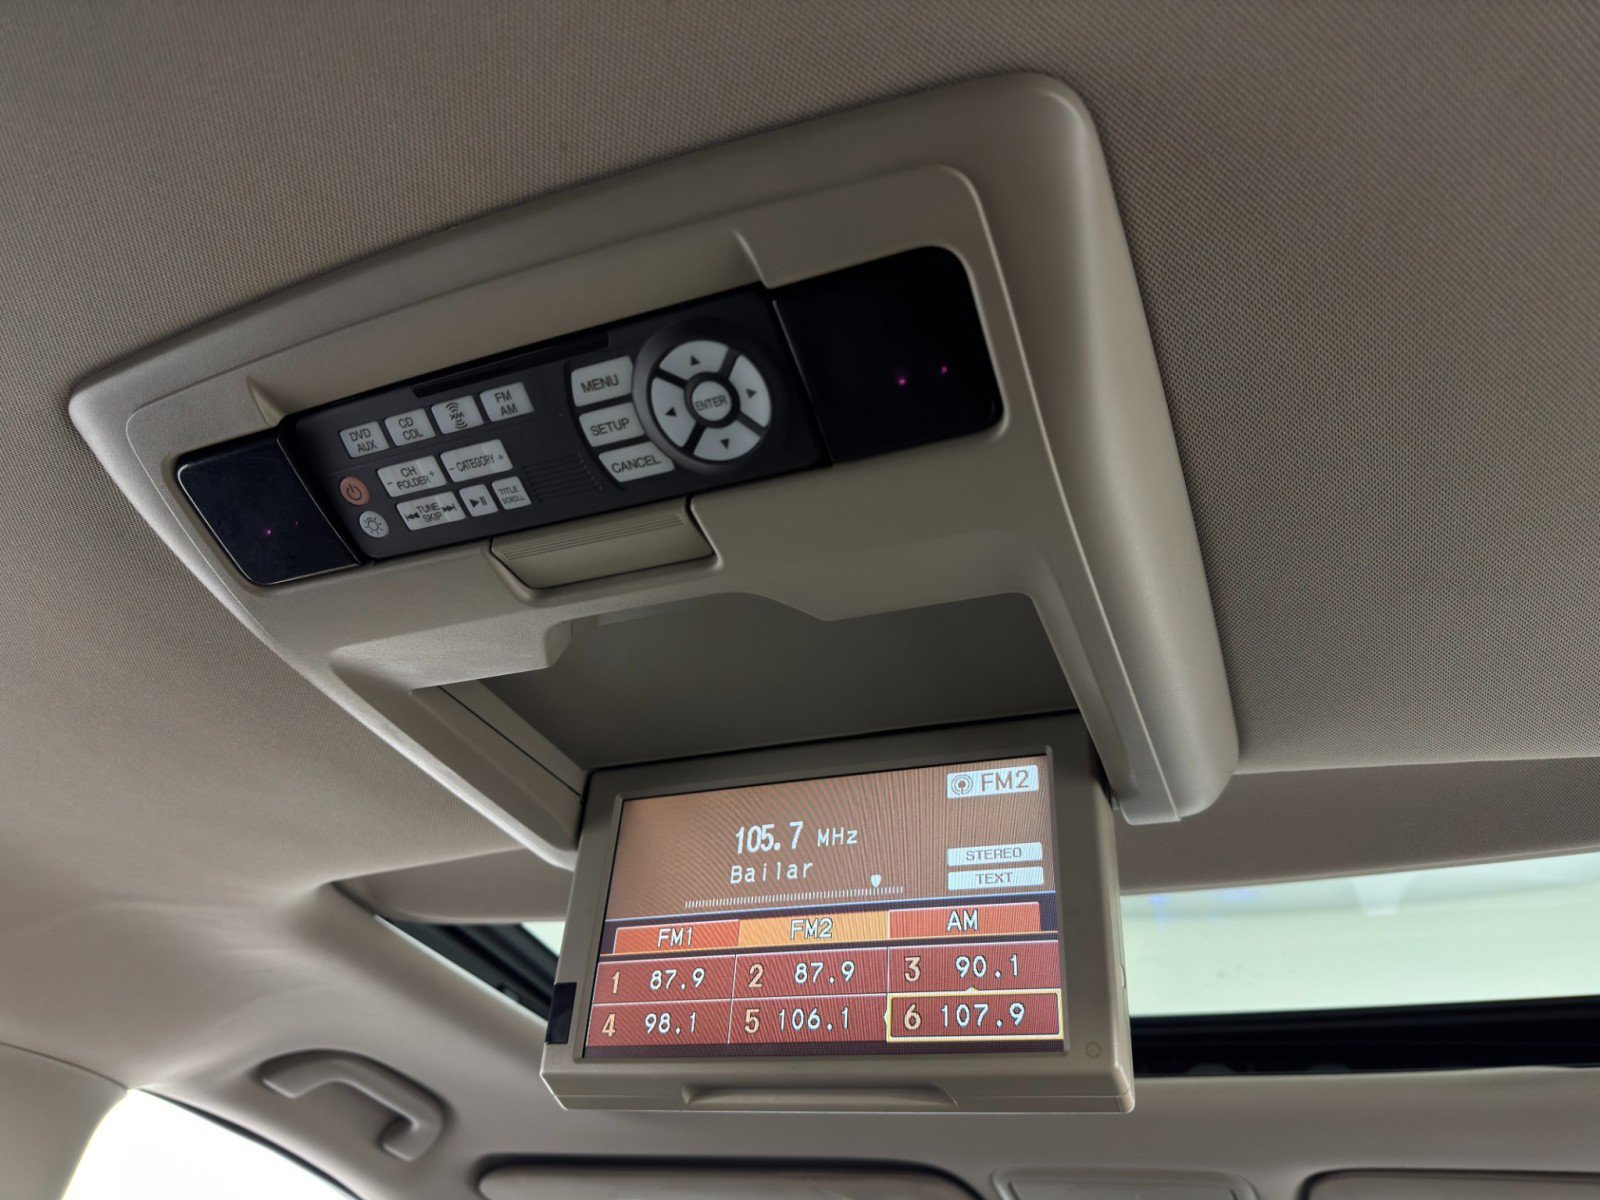 DVD AUX
CD CDL
XM
FM AM
MENU
SETUP
CANCEL
ENTER
- CH FOLDER +
- CATEGORY +
TUNE SKIP
TITLE SCROLL
FM2
105.7 MHz
Bailar
STEREO
TEXT
FM1 FM2 AM
1 87.9 2 87.9 3 90.1
4 98.1 5 106.1 6 107.9